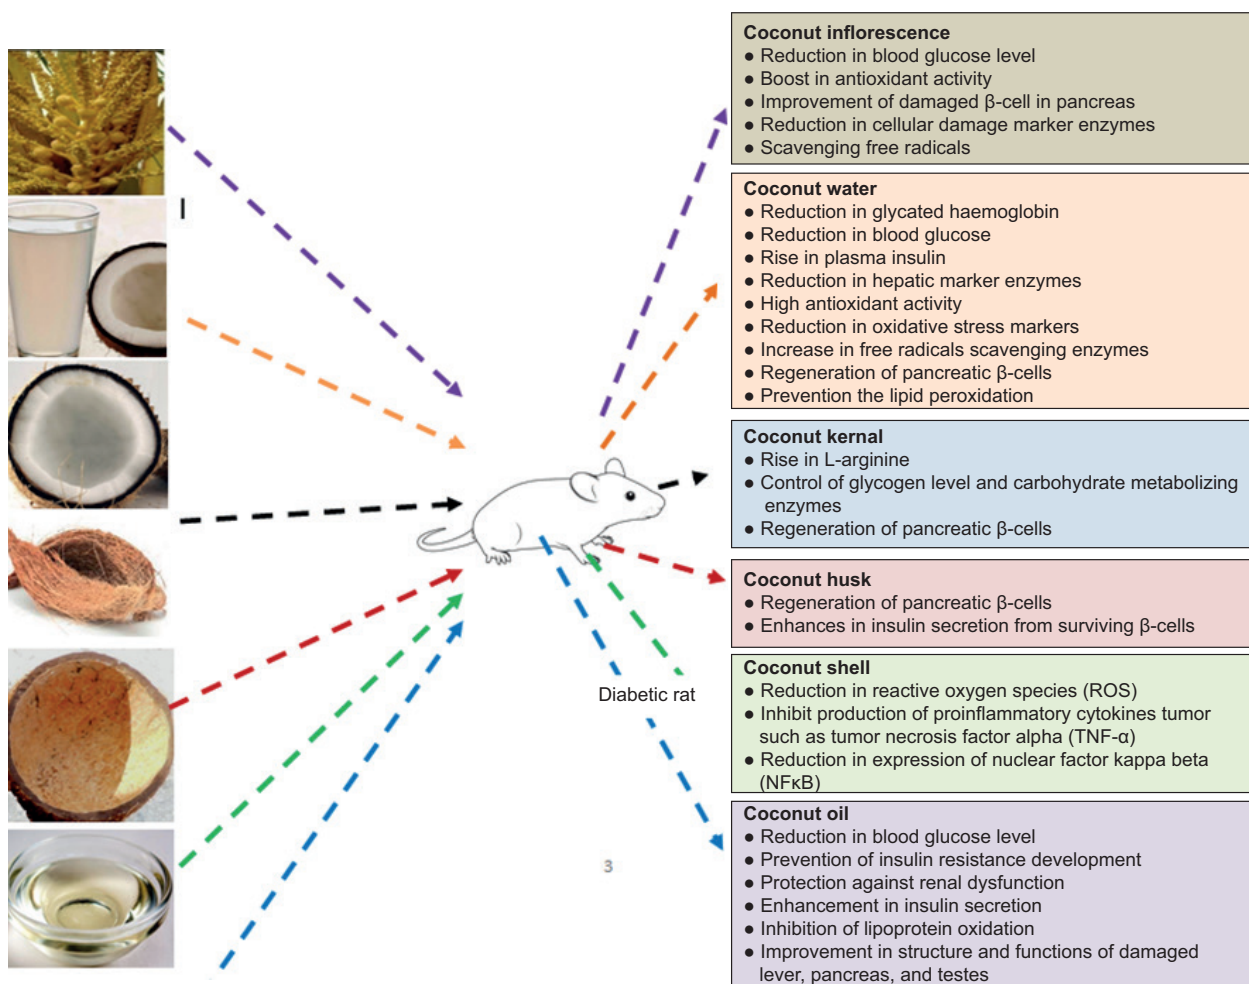 Coconut inflorescence
● Reduction in blood glucose level
● Boost in antioxidant activity
● Improvement of damaged β-cell in pancreas
● Reduction in cellular damage marker enzymes
● Scavenging free radicals
Coconut water
● Reduction in glycated haemoglobin
● Reduction in blood glucose
● Rise in plasma insulin
● Reduction in hepatic marker enzymes
● High antioxidant activity
● Reduction in oxidative stress markers
● Increase in free radicals scavenging enzymes
● Regeneration of pancreatic β-cells
● Prevention the lipid peroxidation
Coconut kernal
● Rise in L-arginine
● Control of glycogen level and carbohydrate metabolizing
enzymes
● Regeneration of pancreatic β-cells
Coconut husk
● Regeneration of pancreatic β-cells
● Enhances in insulin secretion from surviving β-cells
Coconut shell
● Reduction in reactive oxygen species (ROS)
● Inhibit production of proinflammatory cytokines tumor
such as tumor necrosis factor alpha (TNF-α)
● Reduction in expression of nuclear factor kappa beta
(NFκB)
Coconut oil
● Reduction in blood glucose level
● Prevention of insulin resistance development
● Protection against renal dysfunction
● Enhancement in insulin secretion
● Inhibition of lipoprotein oxidation
● Improvement in structure and functions of damaged
lever, pancreas, and testes
Diabetic rat
3
l